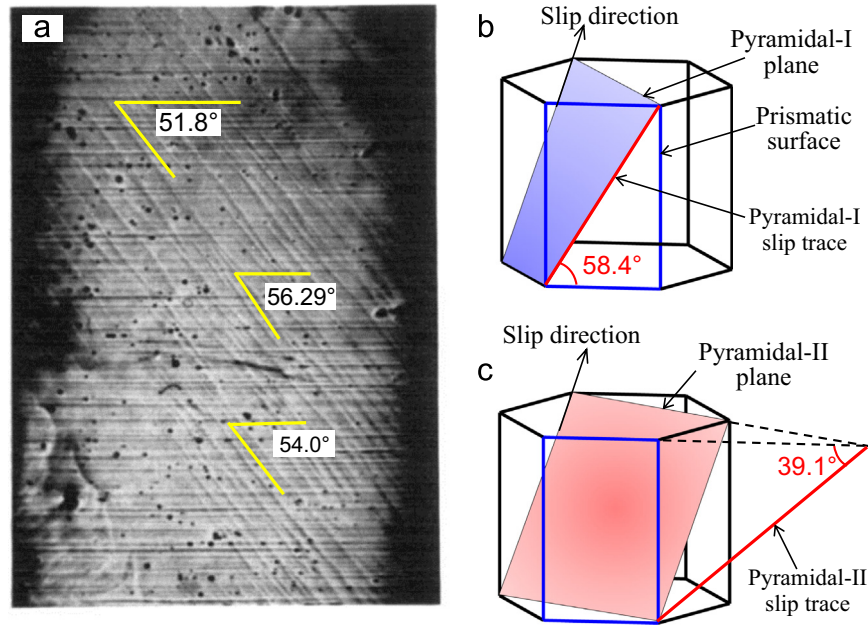 a
51.8°
56.29°
54.0°
b
Slip direction
Pyramidal-I
plane
Prismatic
surface
Pyramidal-I
slip trace
58.4°
c
Slip direction
Pyramidal-II
plane
39.1°
Pyramidal-II
slip trace